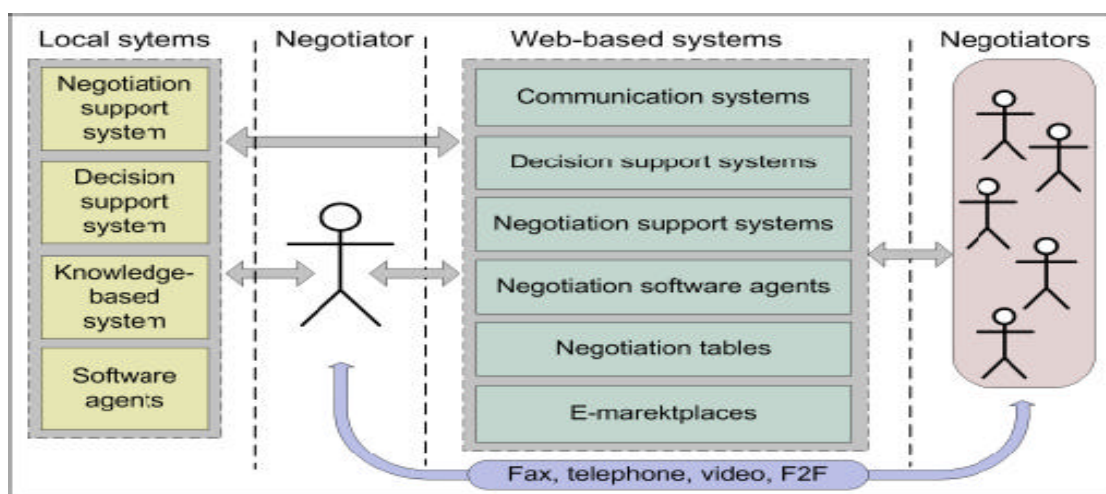 Local sytems
Negotiator
Web-based systems
Negotiators
Negotiation
support
system
Decision
support
system
Knowledge-
based
system
Software
agents
Communication systems
Decision support systems
Negotiation support systems
Negotiation software agents
Negotiation tables
E-marektplaces
Fax, telephone, video, F2F